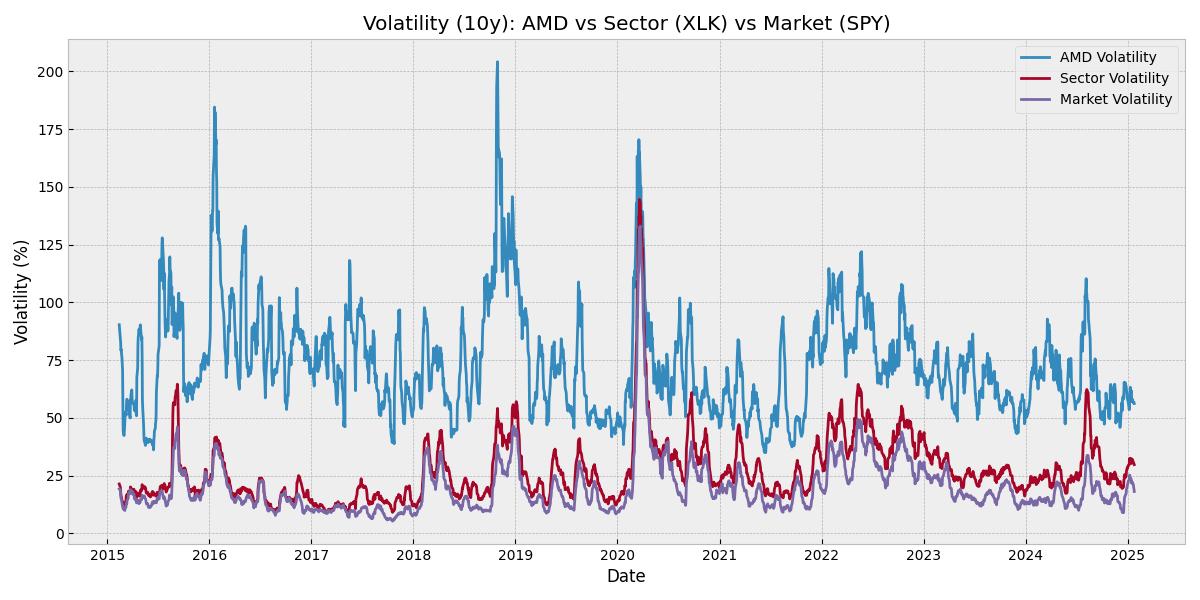 Volatility (10y): AMD vs Sector (XLK) vs Market (SPY)
AMD Volatility
Sector Volatility
Market Volatility
Volatility (%)
200
175
150
125
100
75
50
25
0
2015 2016 2017 2018 2019 2020 2021 2022 2023 2024 2025
Date